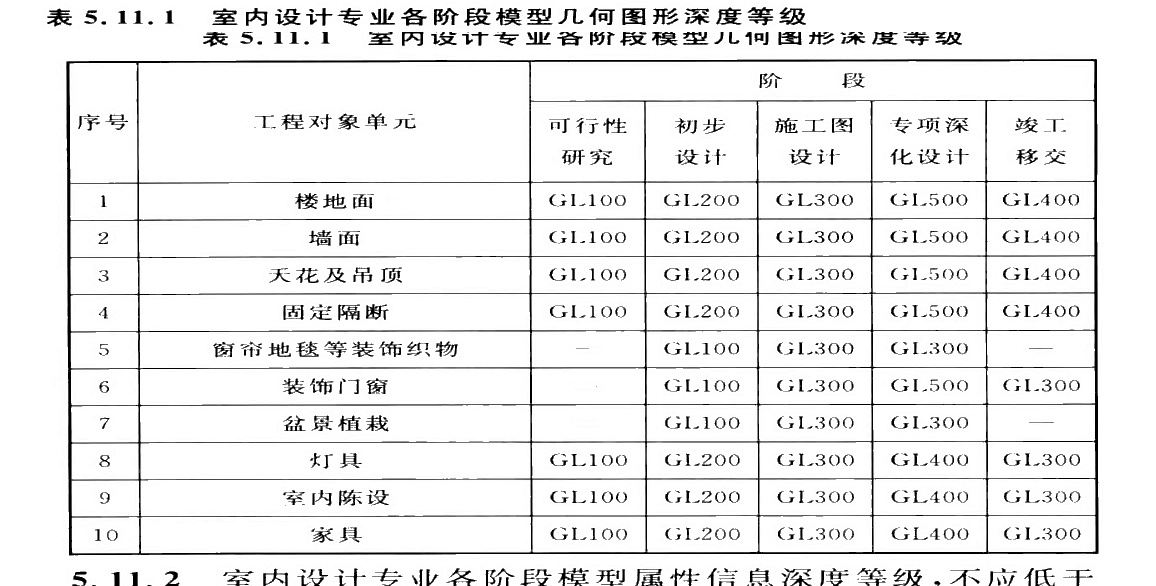 表 5.11.1 室内设计专业各阶段模型几何图形深度等级
表 5.11.1 室内设计专业各阶段模型几何图形深度等级
序号 工程对象单元 阶 段
可行性研究 初步设计 施工图设计 专项深化设计 竣工移交
1 楼地面 GL100 GL200 GL300 GL500 GL400
2 墙面 GL100 GL200 GL300 GL500 GL400
3 天花及吊顶 GL100 GL200 GL300 GL500 GL400
4 固定隔断 GL100 GL200 GL300 GL500 GL400
5 窗帘地毯等装饰织物 — GL100 GL300 GL300 —
6 装饰门窗 GL100 GL300 GL500 GL300
7 盆景植栽 GL100 GL300 GL300 —
8 灯具 GL100 GL200 GL300 GL400 GL300
9 室内陈设 GL100 GL200 GL300 GL400 GL300
10 家具 GL100 GL200 GL300 GL400 GL300
5.11.2 室内设计专业各阶段模型属性信息深度等级,不应低于